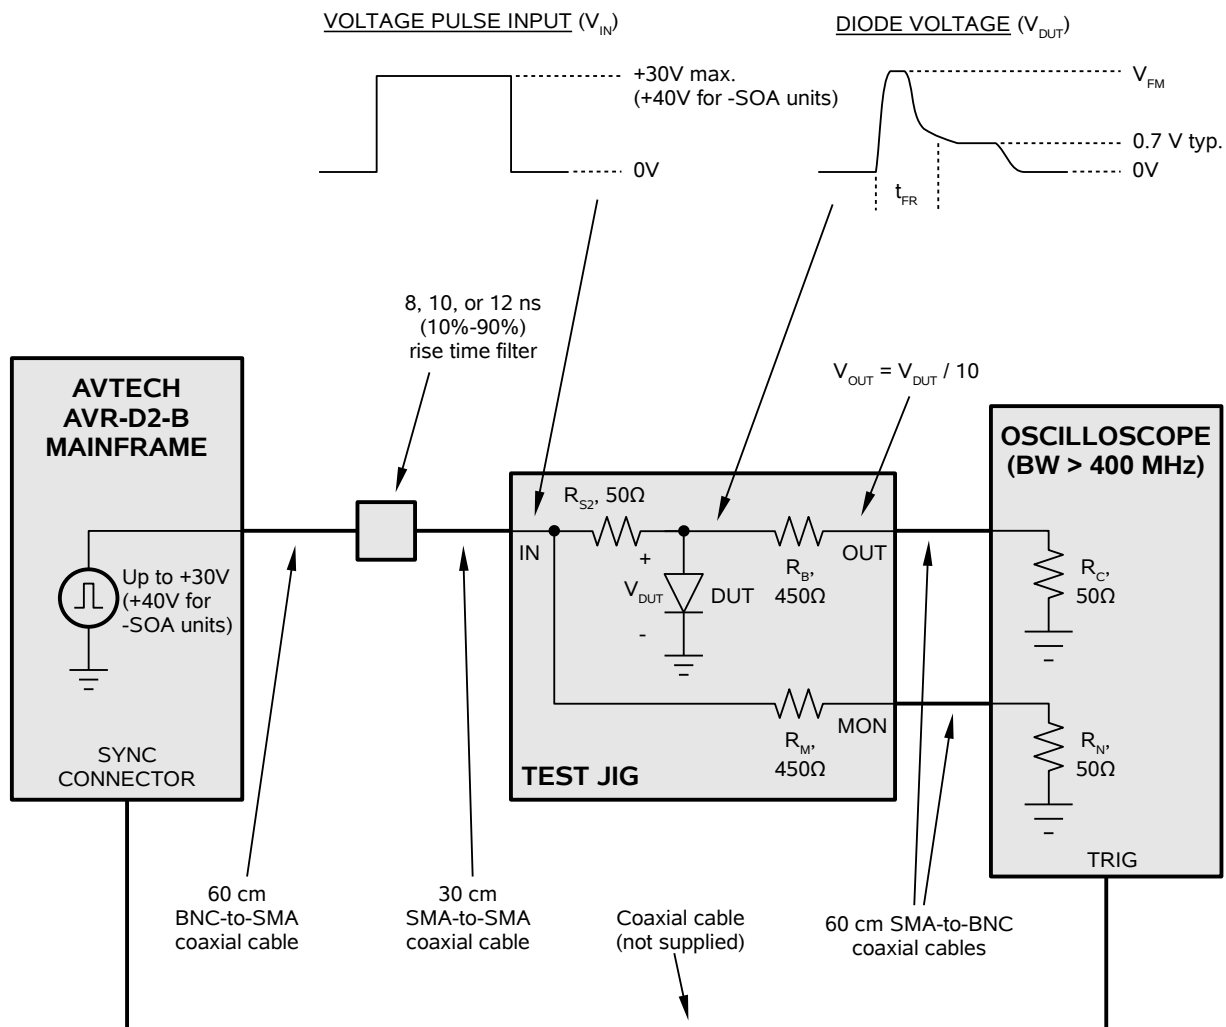 VOLTAGE PULSE INPUT (V_IN)
+30V max.
(+40V for -SOA units)
0V
DIODE VOLTAGE (V_DUT)
V_FM
0.7 V typ.
0V
t_FR
8, 10, or 12 ns
(10%-90%)
rise time filter
V_OUT = V_DUT / 10
AVTECH
AVR-D2-B
MAINFRAME
Up to +30V
(+40V for
-SOA units)
SYNC
CONNECTOR
R_S2, 50Ω
IN
+
V_DUT
-
DUT
R_B,
450Ω
OUT
R_M,
450Ω
MON
TEST JIG
OSCILLOSCOPE
(BW > 400 MHz)
R_C,
50Ω
R_N,
50Ω
TRIG
60 cm
BNC-to-SMA
coaxial cable
30 cm
SMA-to-SMA
coaxial cable
Coaxial cable
(not supplied)
60 cm SMA-to-BNC
coaxial cables